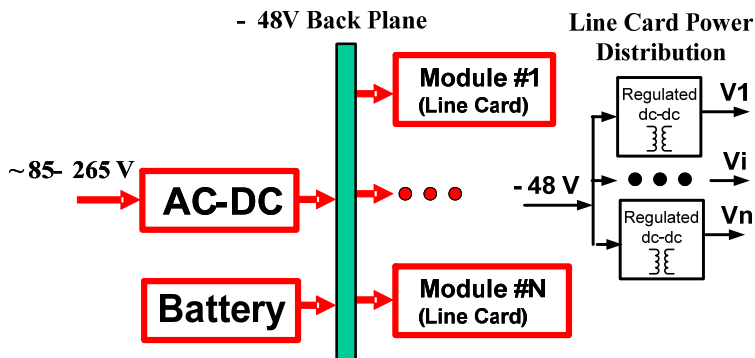 - 48V Back Plane
Line Card Power
Distribution
Module #1
(Line Card)
Regulated
dc-dc
V1
~85- 265 V
AC-DC
- 48 V
Vi
Battery
Module #N
(Line Card)
Regulated
dc-dc
Vn